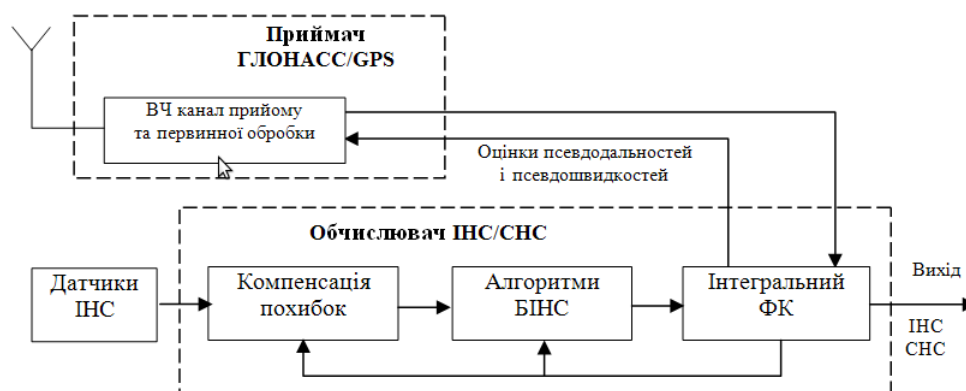 Приймач
ГЛОНАСС/GPS
ВЧ канал прийому
та первинної обробки
Оцінки псевдодальностей
і псевдошвидкостей
Обчислювач ІНС/СНС
Датчики
ІНС
Компенсація
похибок
Алгоритми
БІНС
Інтегральний
ФК
Вихід
ІНС
СНС